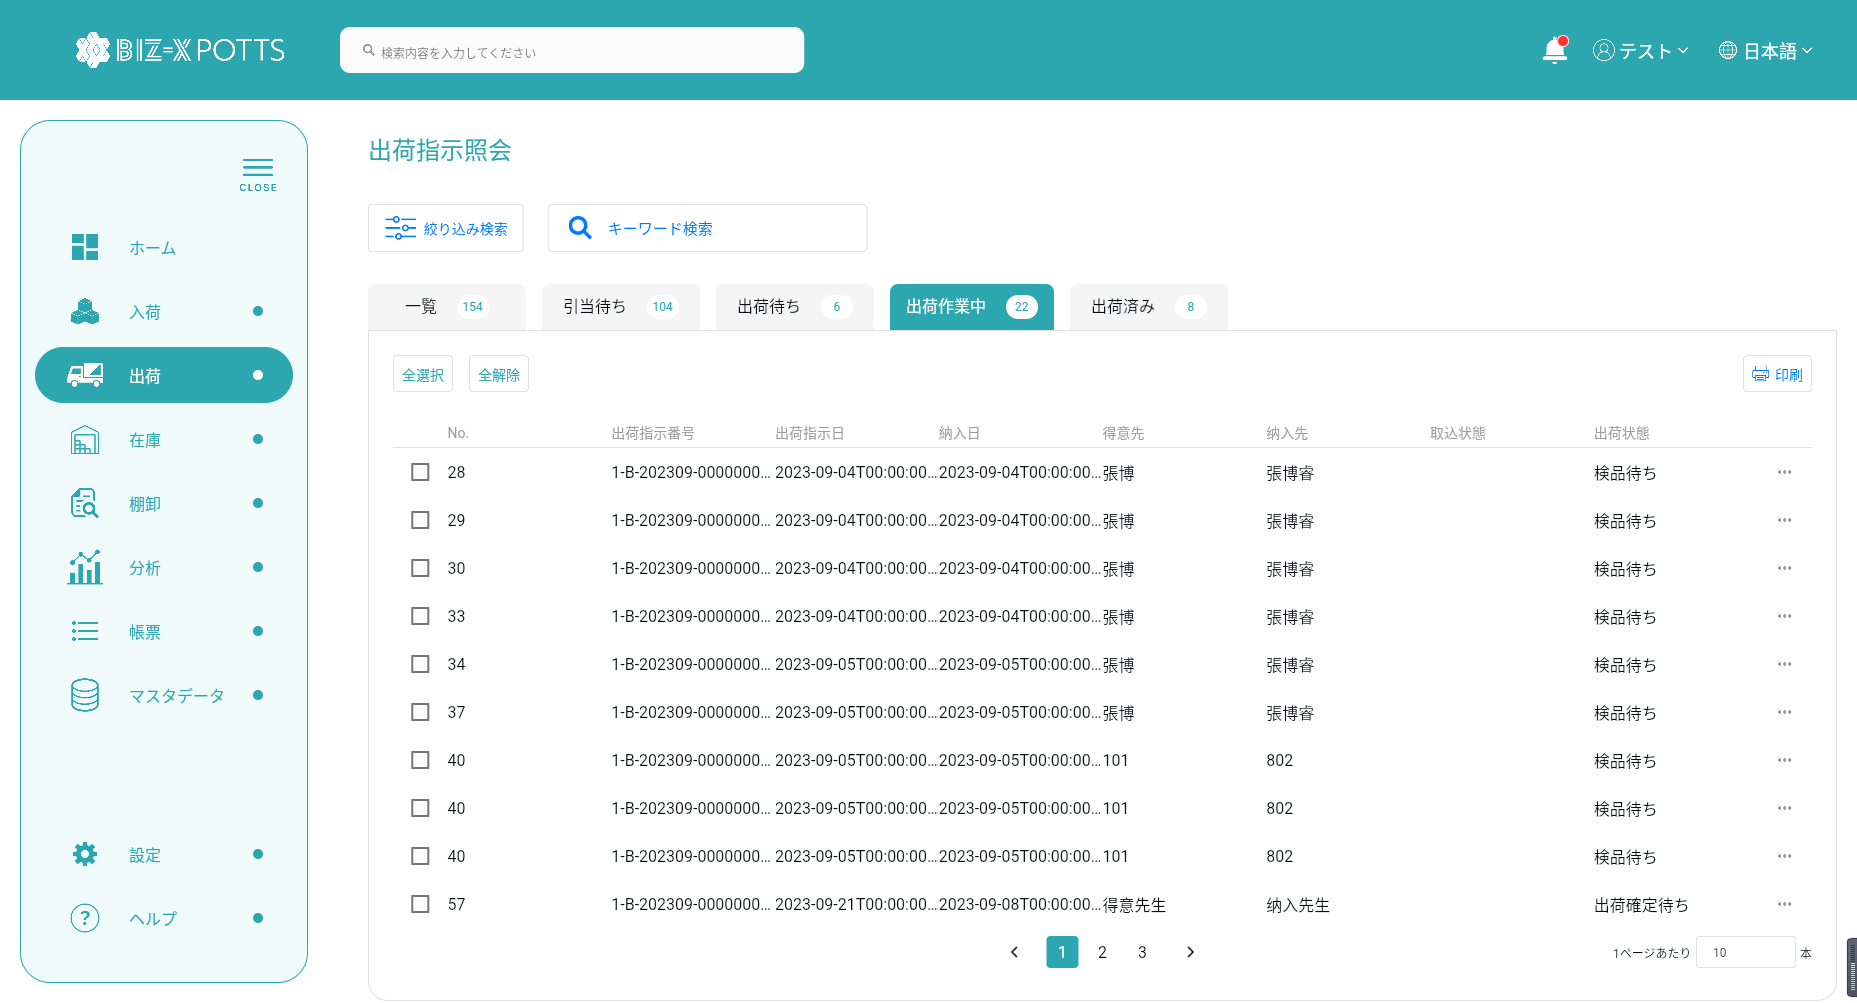 BIZ-X POTTS
検索内容を入力してください
テスト
日本語
CLOSE
ホーム
入荷
出荷
在庫
棚卸
分析
帳票
マスタデータ
設定
ヘルプ
出荷指示照会
絞り込み検索
キーワード検索
一覧 154
引当待ち 104
出荷待ち 6
出荷作業中 22
出荷済み 8
全選択
全解除
印刷
No. 出荷指示番号 出荷指示日 納入日 得意先 納入先 取込状態 出荷状態
28 1-B-202309-0000000... 2023-09-04T00:00:00... 2023-09-04T00:00:00... 張博 張博睿 検品待ち
29 1-B-202309-0000000... 2023-09-04T00:00:00... 2023-09-04T00:00:00... 張博 張博睿 検品待ち
30 1-B-202309-0000000... 2023-09-04T00:00:00... 2023-09-04T00:00:00... 張博 張博睿 検品待ち
33 1-B-202309-0000000... 2023-09-04T00:00:00... 2023-09-04T00:00:00... 張博 張博睿 検品待ち
34 1-B-202309-0000000... 2023-09-05T00:00:00... 2023-09-05T00:00:00... 張博 張博睿 検品待ち
37 1-B-202309-0000000... 2023-09-05T00:00:00... 2023-09-05T00:00:00... 張博 張博睿 検品待ち
40 1-B-202309-0000000... 2023-09-05T00:00:00... 2023-09-05T00:00:00... 101 802 検品待ち
40 1-B-202309-0000000... 2023-09-05T00:00:00... 2023-09-05T00:00:00... 101 802 検品待ち
40 1-B-202309-0000000... 2023-09-05T00:00:00... 2023-09-05T00:00:00... 101 802 検品待ち
57 1-B-202309-0000000... 2023-09-21T00:00:00... 2023-09-08T00:00:00... 得意先生 納入先生 出荷確定待ち
1 2 3
1ページあたり 10 本